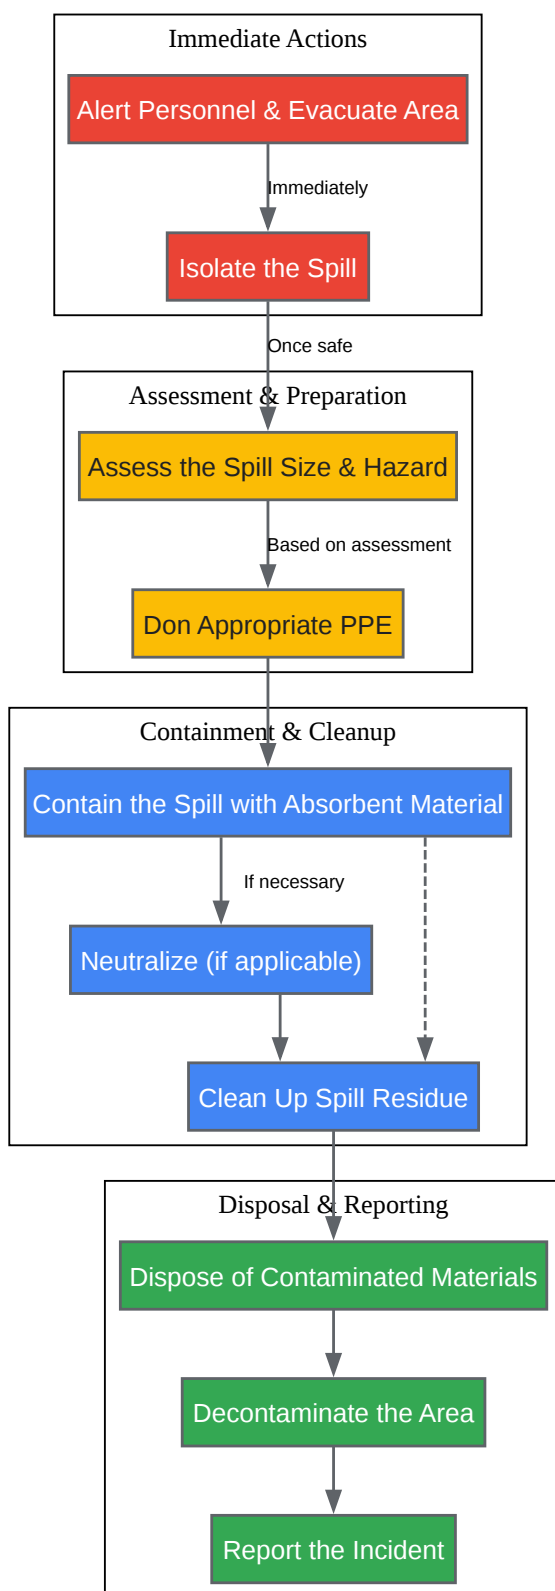 Immediate Actions
Alert Personnel & Evacuate Area
Immediately
Isolate the Spill
Once safe
Assessment & Preparation
Assess the Spill Size & Hazard
Based on assessment
Don Appropriate PPE
Containment & Cleanup
Contain the Spill with Absorbent Material
If necessary
Neutralize (if applicable)
Clean Up Spill Residue
Disposal & Reporting
Dispose of Contaminated Materials
Decontaminate the Area
Report the Incident